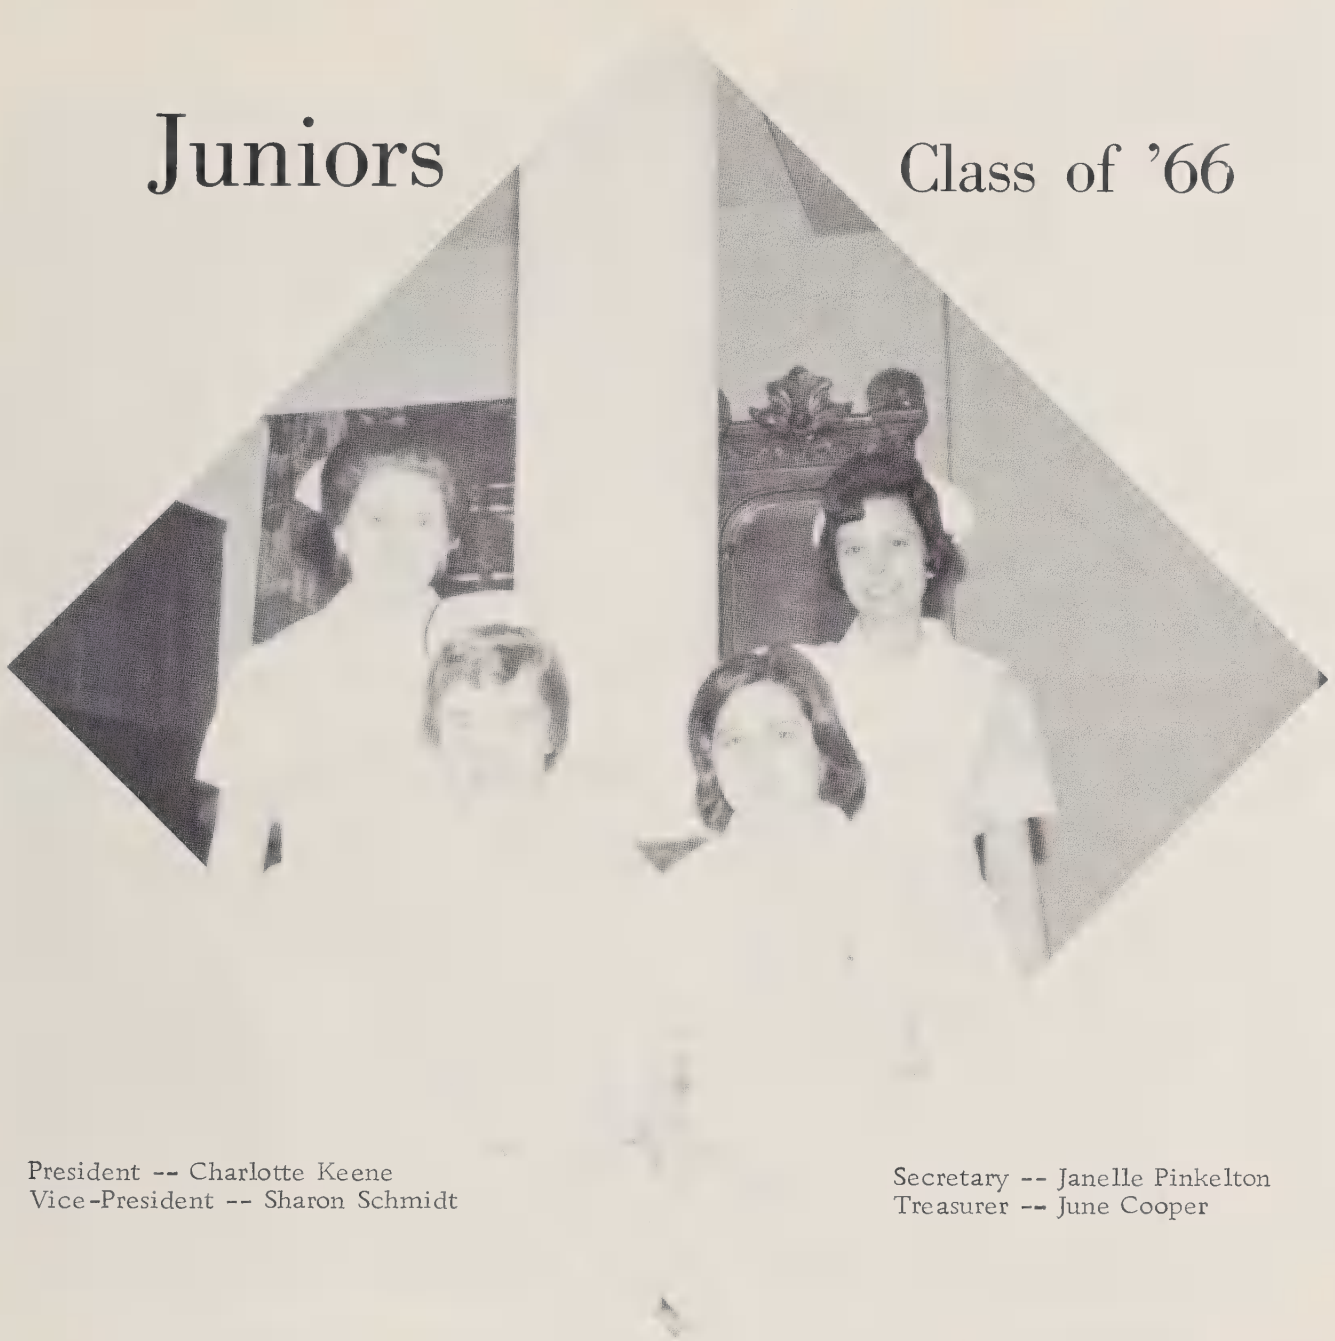 Juniors
Class of '66
President -- Charlotte Keene
Vice-President -- Sharon Schmidt
Secretary -- Janelle Pinkelton
Treasurer -- June Cooper